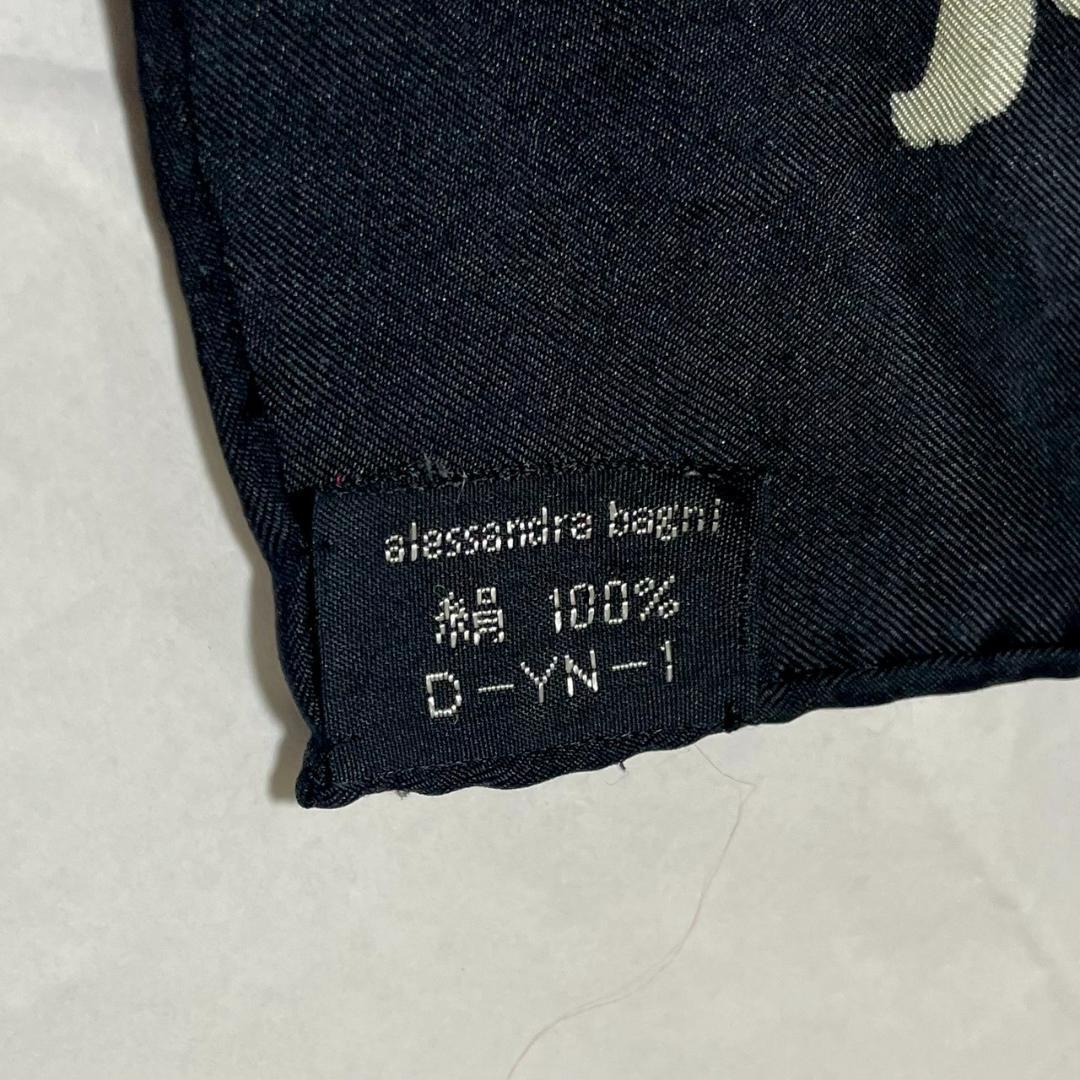 alessandra bagni
絹 100%
D-YN-1